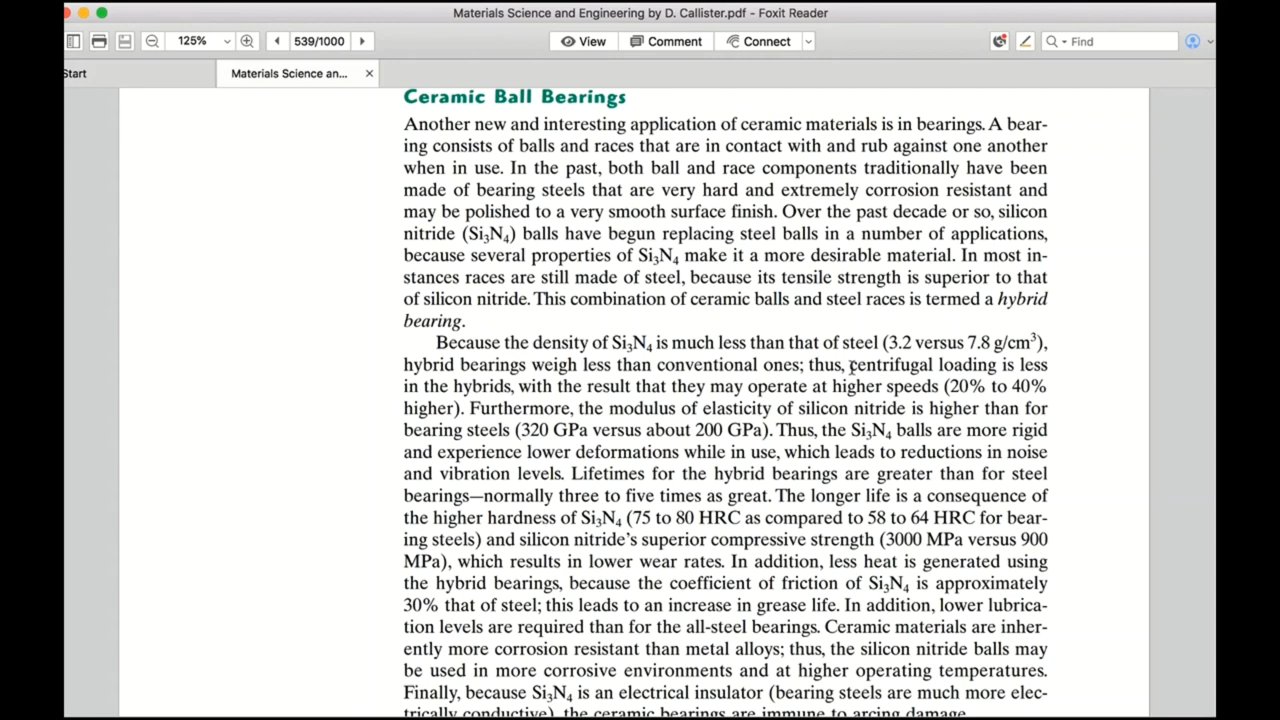 Materials Science and Engineering by D. Callister.pdf - Foxit Reader
125% 539/1000 View Comment Connect Find
Start Materials Science an... ×
Ceramic Ball Bearings
Another new and interesting application of ceramic materials is in bearings. A bear-
ing consists of balls and races that are in contact with and rub against one another
when in use. In the past, both ball and race components traditionally have been
made of bearing steels that are very hard and extremely corrosion resistant and
may be polished to a very smooth surface finish. Over the past decade or so, silicon
nitride (Si₃N₄) balls have begun replacing steel balls in a number of applications,
because several properties of Si₃N₄ make it a more desirable material. In most in-
stances races are still made of steel, because its tensile strength is superior to that
of silicon nitride. This combination of ceramic balls and steel races is termed a hybrid
bearing.
Because the density of Si₃N₄ is much less than that of steel (3.2 versus 7.8 g/cm³),
hybrid bearings weigh less than conventional ones; thus, centrifugal loading is less
in the hybrids, with the result that they may operate at higher speeds (20% to 40%
higher). Furthermore, the modulus of elasticity of silicon nitride is higher than for
bearing steels (320 GPa versus about 200 GPa). Thus, the Si₃N₄ balls are more rigid
and experience lower deformations while in use, which leads to reductions in noise
and vibration levels. Lifetimes for the hybrid bearings are greater than for steel
bearings—normally three to five times as great. The longer life is a consequence of
the higher hardness of Si₃N₄ (75 to 80 HRC as compared to 58 to 64 HRC for bear-
ing steels) and silicon nitride's superior compressive strength (3000 MPa versus 900
MPa), which results in lower wear rates. In addition, less heat is generated using
the hybrid bearings, because the coefficient of friction of Si₃N₄ is approximately
30% that of steel; this leads to an increase in grease life. In addition, lower lubrica-
tion levels are required than for the all-steel bearings. Ceramic materials are inher-
ently more corrosion resistant than metal alloys; thus, the silicon nitride balls may
be used in more corrosive environments and at higher operating temperatures.
Finally, because Si₃N₄ is an electrical insulator (bearing steels are much more elec-
trically conductive), the ceramic bearings are immune to arcing damage.